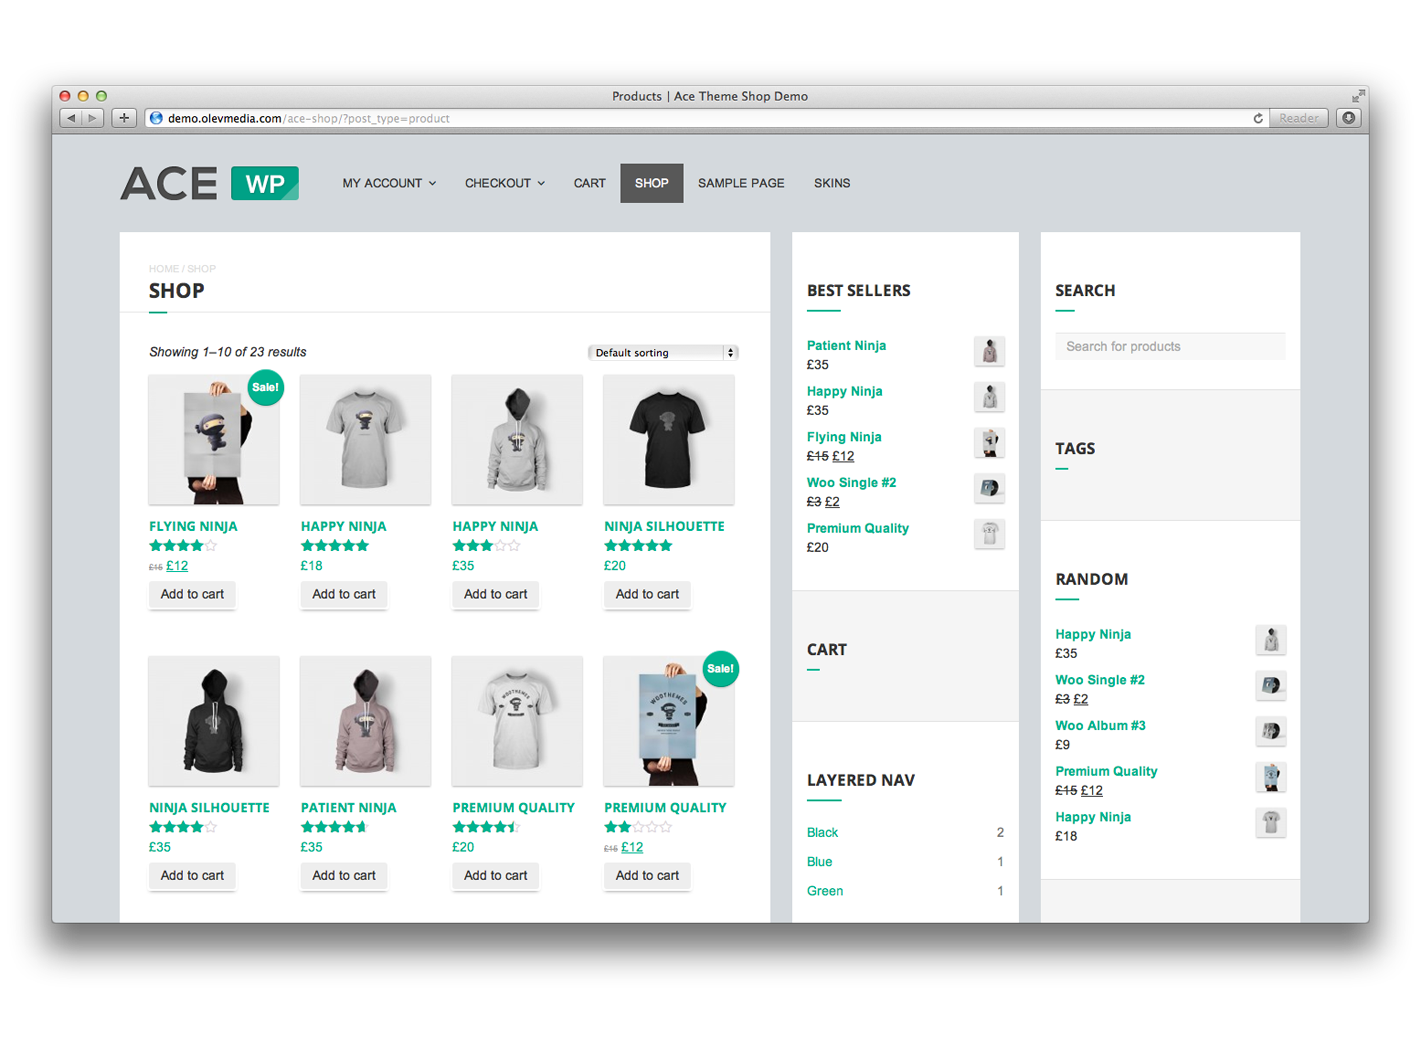 Products | Ace Theme Shop Demo
demo.olevmedia.com/ace-shop/?post_type=product
Reader
ACE WP
MY ACCOUNT
CHECKOUT
CART
SHOP
SAMPLE PAGE
SKINS
HOME / SHOP
SHOP
Showing 1–10 of 23 results
Default sorting
Sale!
FLYING NINJA
£15 £12
Add to cart
HAPPY NINJA
£18
Add to cart
HAPPY NINJA
£35
Add to cart
NINJA SILHOUETTE
£20
Add to cart
NINJA SILHOUETTE
£35
Add to cart
PATIENT NINJA
£35
Add to cart
WOOTHEMES
PREMIUM QUALITY
£20
Add to cart
Sale!
WOOTHEMES
PREMIUM QUALITY
£15 £12
Add to cart
BEST SELLERS
Patient Ninja
£35
Happy Ninja
£35
Flying Ninja
£15 £12
Woo Single #2
£3 £2
Premium Quality
£20
CART
LAYERED NAV
Black 2
Blue 1
Green 1
SEARCH
Search for products
TAGS
RANDOM
Happy Ninja
£35
Woo Single #2
£3 £2
Woo Album #3
£9
Premium Quality
£15 £12
Happy Ninja
£18